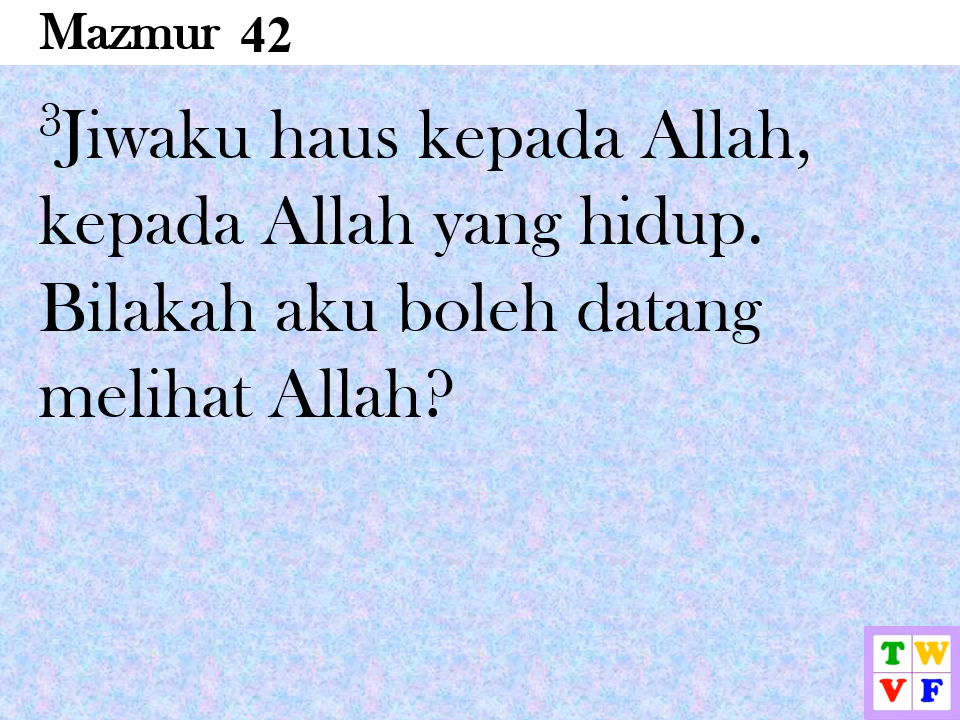 Mazmur 42
3Jiwaku haus kepada Allah,
kepada Allah yang hidup.
Bilakah aku boleh datang
melihat Allah?
T W
V F